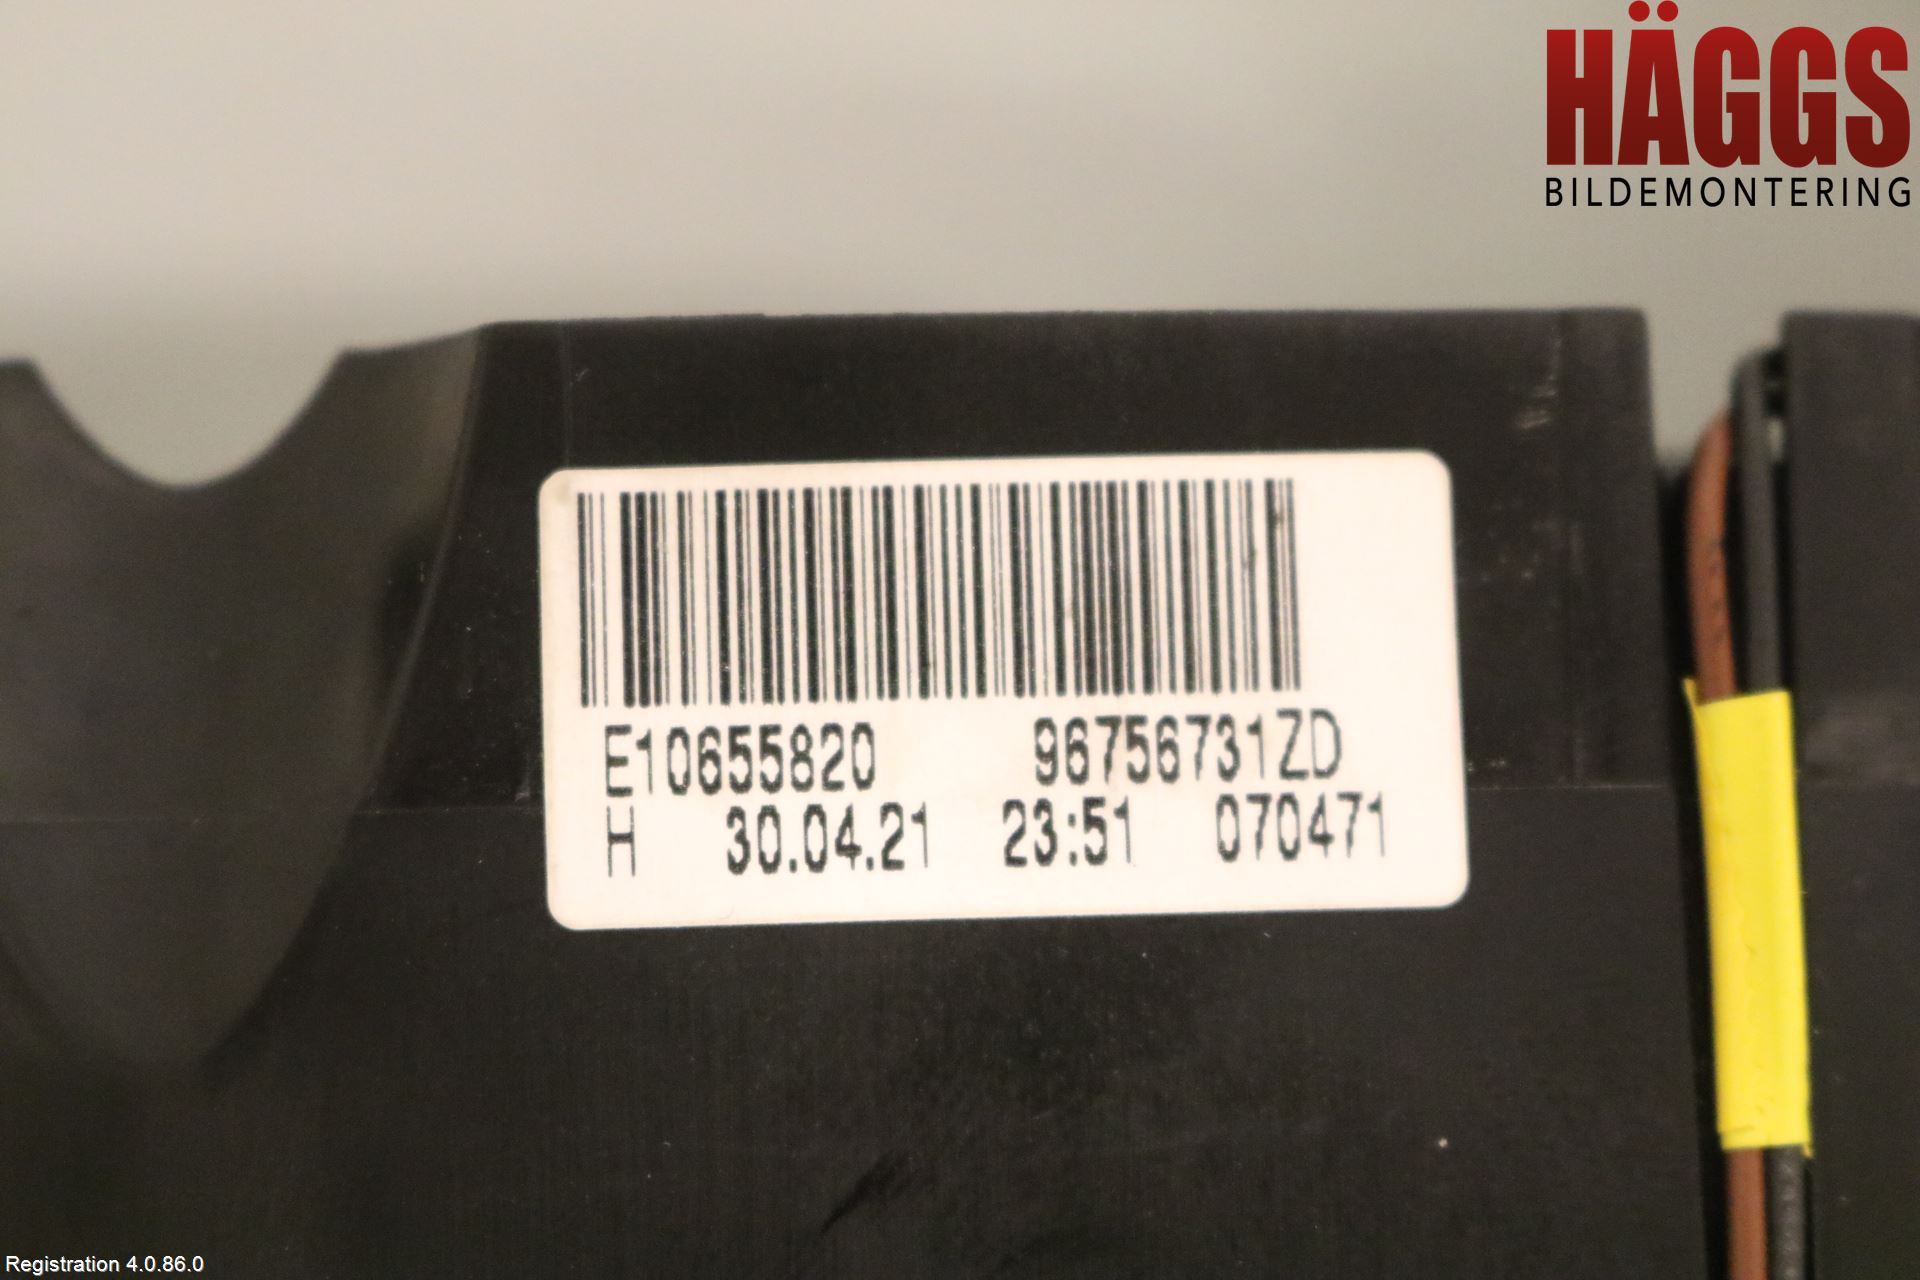 HÄGGS
BILDEMONTERING
E10655820 96756731ZD
H 30.04.21 23:51 070471
Registration 4.0.86.0